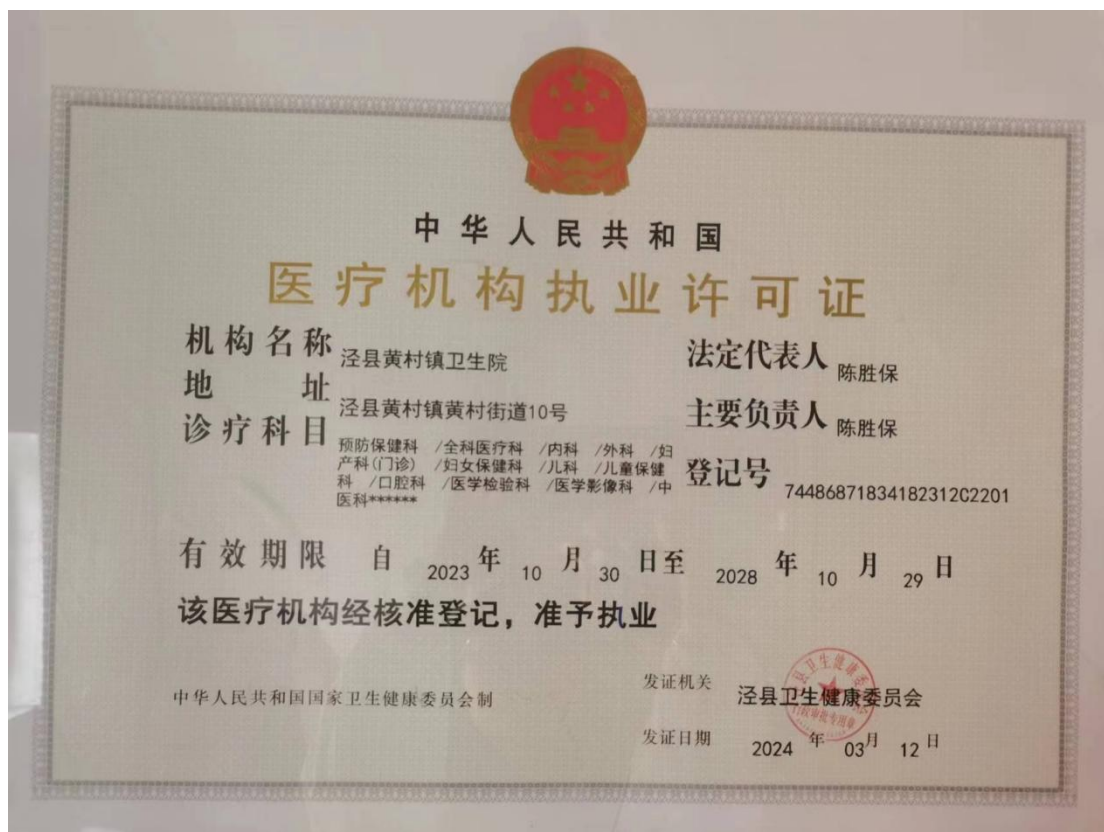 中华人民共和国
医疗机构执业许可证
机构名称 泾县黄村镇卫生院
地址 泾县黄村镇黄村街道10号
诊疗科目 预防保健科 /全科医疗科 /内科 /外科 /妇
产科(门诊) /妇女保健科 /儿科 /儿童保健
科 /口腔科 /医学检验科 /医学影像科 /中
医科******
法定代表人 陈胜保
主要负责人 陈胜保
登记号 74486871834182312C2201
有效期限 自 2023 年 10 月 30 日至 2028 年 10 月 29 日
该医疗机构经核准登记，准予执业
中华人民共和国国家卫生健康委员会制
发证机关 泾县卫生健康委员会
发证日期 2024 年 03 月 12 日